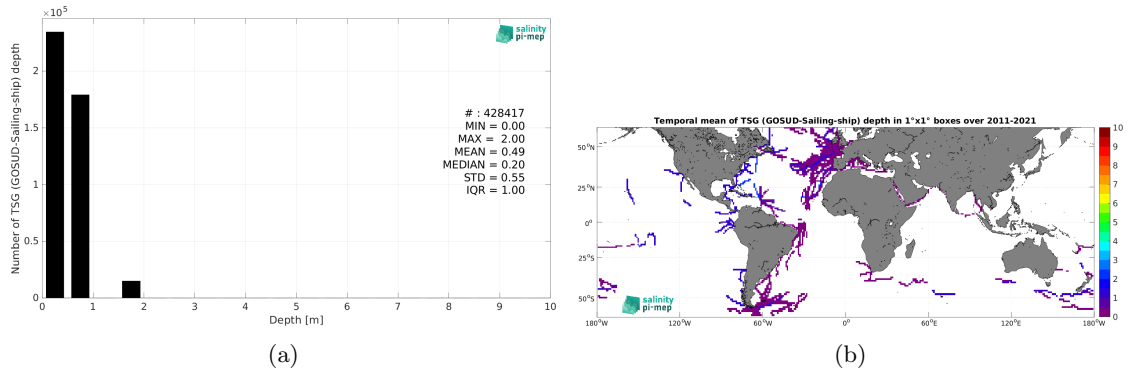 ×10⁵
salinity
pi-mep
Number of TSG (GOSUD-Sailing-ship) depth
2
1.5
1
0.5
0
# : 428417
MIN = 0.00
MAX = 2.00
MEAN = 0.49
MEDIAN = 0.20
STD = 0.55
IQR = 1.00
0 1 2 3 4 5 6 7 8 9 10
Depth [m]
(a)
Temporal mean of TSG (GOSUD-Sailing-ship) depth in 1°x1° boxes over 2011-2021
50°N
25°N
0°
25°S
50°S
180°W 120°W 60°W 0° 60°E 120°E 180°E
salinity
pi-mep
10
9
8
7
6
5
4
3
2
1
0
(b)